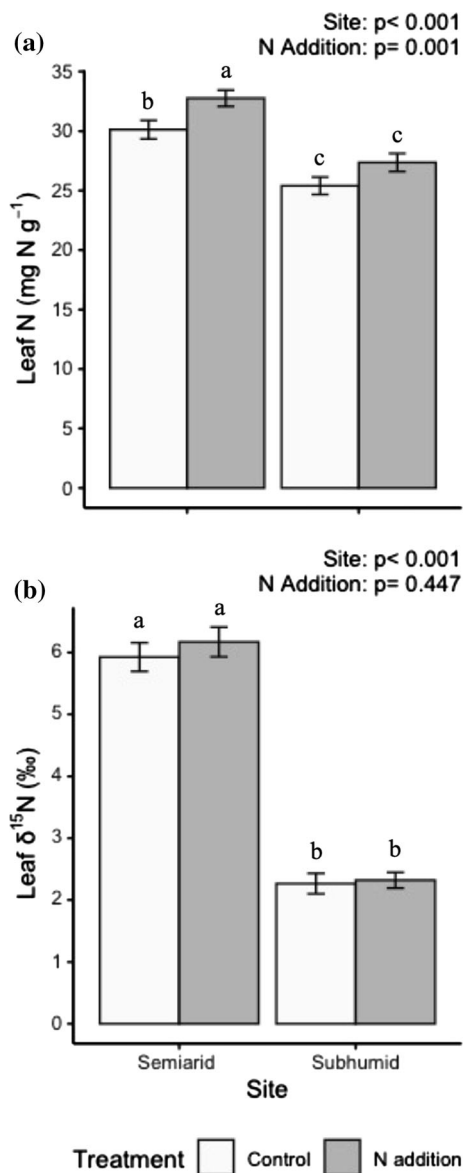 (a)
Site: p< 0.001
N Addition: p= 0.001
Leaf N (mg N g⁻¹)
35
30
25
20
15
10
5
0
b
a
c
c
(b)
Site: p< 0.001
N Addition: p= 0.447
Leaf δ¹⁵N (‰)
6
5
4
3
2
1
0
a
a
b
b
Semiarid Subhumid
Site
Treatment Control N addition